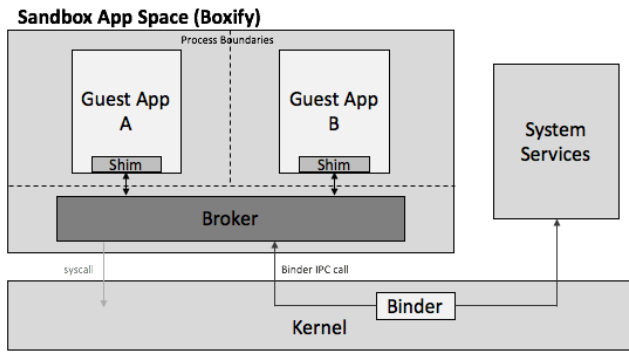 Sandbox App Space (Boxify)
Process Boundaries
Guest App
A
Shim
Guest App
B
Shim
System
Services
Broker
syscall
Binder IPC call
Binder
Kernel